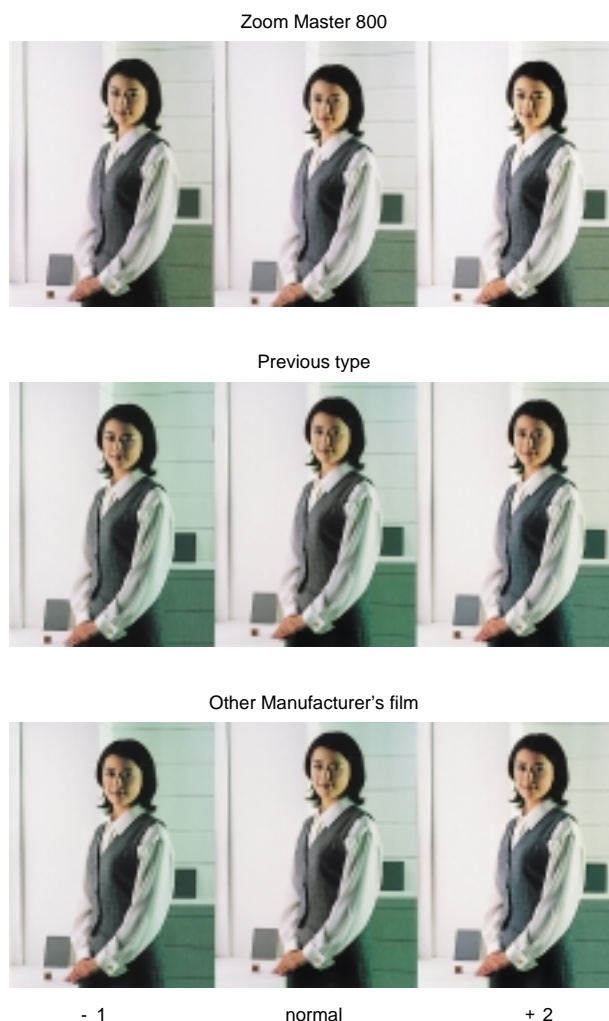 Zoom Master 800
Previous type
Other Manufacturer's film
- 1 normal + 2